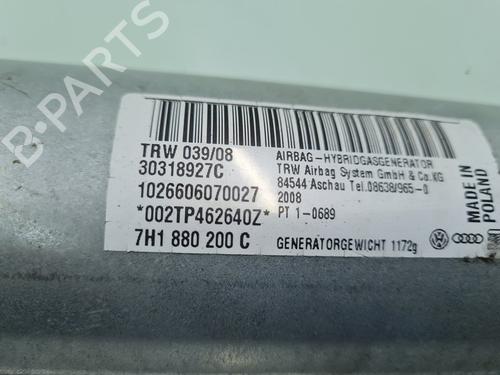 B-PARTS
TRW 039/08
30318927C
1026606070027
*002TP462640Z*
7H1 880 200 C
AIRBAG-HYBRIDGASGENERATOR
TRW Airbag System GmbH & Co.KG
84544 Aschau Tel.08638/965-0
2008
PT 1-0689
GENERATORGEWICHT 1172g
MADE IN
POLAND